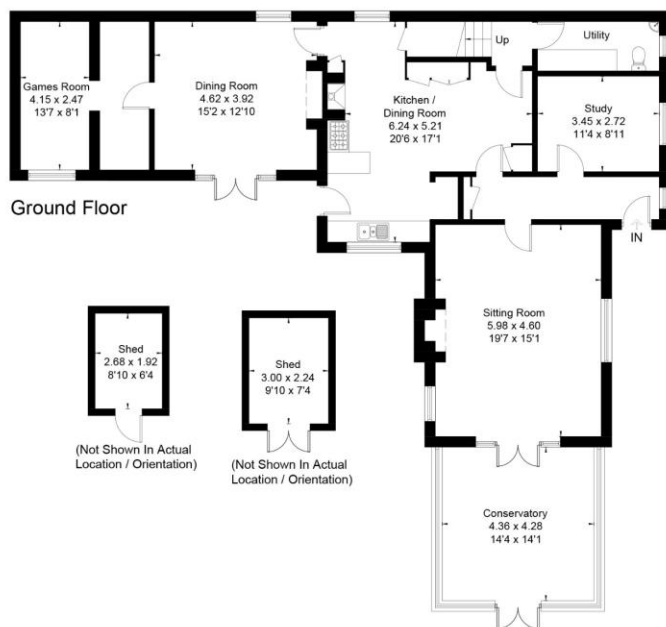 Games Room
4.15 x 2.47
13'7 x 8'1
Dining Room
4.62 x 3.92
15'2 x 12'10
Kitchen /
Dining Room
6.24 x 5.21
20'6 x 17'1
Up
Utility
Study
3.45 x 2.72
11'4 x 8'11
Ground Floor
IN
Sitting Room
5.98 x 4.60
19'7 x 15'1
Shed
2.68 x 1.92
8'10 x 6'4
(Not Shown In Actual
Location / Orientation)
Shed
3.00 x 2.24
9'10 x 7'4
(Not Shown In Actual
Location / Orientation)
Conservatory
4.36 x 4.28
14'4 x 14'1